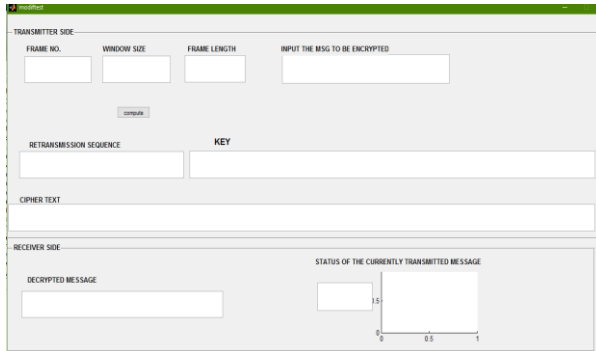 modiftest
TRANSMITTER SIDE
FRAME NO. WINDOW SIZE FRAME LENGTH INPUT THE MSG TO BE ENCRYPTED
compute
RETRANSMISSION SEQUENCE KEY
CIPHER TEXT
RECEIVER SIDE
STATUS OF THE CURRENTLY TRANSMITTED MESSAGE
DECRYPTED MESSAGE
0.5
0
0 0.5 1